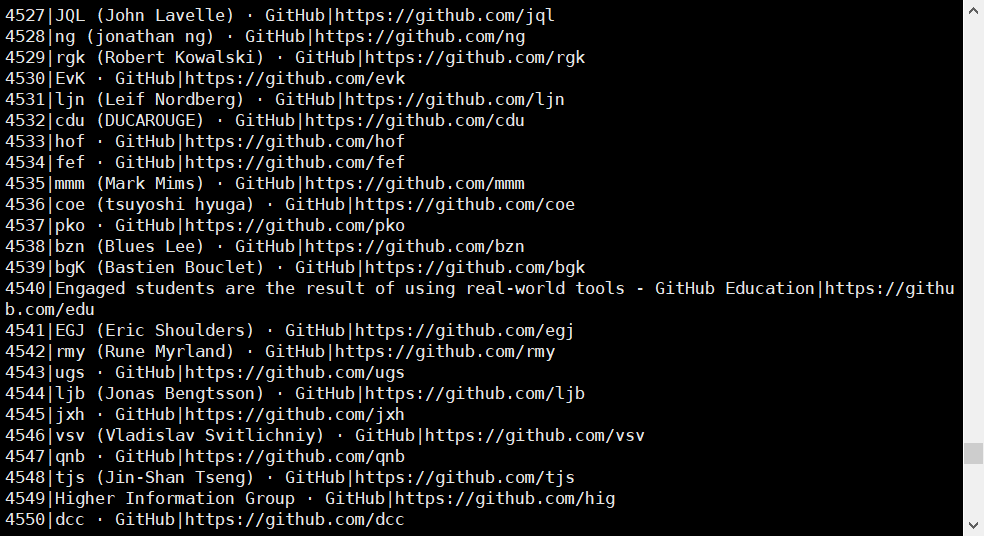 4527|JQL (John Lavelle) · GitHub|https://github.com/jql
4528|ng (jonathan ng) · GitHub|https://github.com/ng
4529|rgk (Robert Kowalski) · GitHub|https://github.com/rgk
4530|EvK · GitHub|https://github.com/evk
4531|ljn (Leif Nordberg) · GitHub|https://github.com/ljn
4532|cdu (DUCAROUGE) · GitHub|https://github.com/cdu
4533|hof · GitHub|https://github.com/hof
4534|fef · GitHub|https://github.com/fef
4535|mmm (Mark Mims) · GitHub|https://github.com/mmm
4536|coe (tsuyoshi hyuga) · GitHub|https://github.com/coe
4537|pko · GitHub|https://github.com/pko
4538|bzn (Blues Lee) · GitHub|https://github.com/bzn
4539|bgK (Bastien Bouclet) · GitHub|https://github.com/bgk
4540|Engaged students are the result of using real-world tools - GitHub Education|https://githu
b.com/edu
4541|EGJ (Eric Shoulders) · GitHub|https://github.com/egj
4542|rmy (Rune Myrland) · GitHub|https://github.com/rmy
4543|ugs · GitHub|https://github.com/ugs
4544|ljb (Jonas Bengtsson) · GitHub|https://github.com/ljb
4545|jxh · GitHub|https://github.com/jxh
4546|vsv (Vladislav Svitlichniy) · GitHub|https://github.com/vsv
4547|qnb · GitHub|https://github.com/qnb
4548|tjs (Jin-Shan Tseng) · GitHub|https://github.com/tjs
4549|Higher Information Group · GitHub|https://github.com/hig
4550|dcc · GitHub|https://github.com/dcc